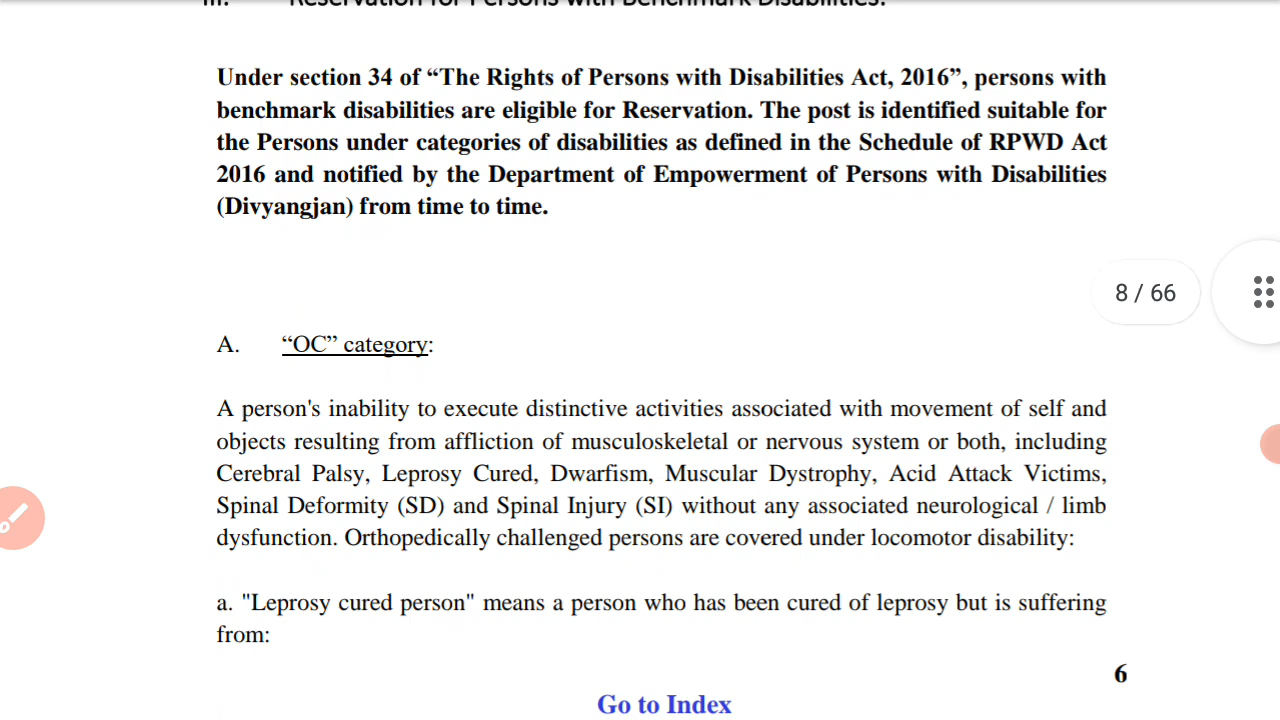 III. Reservation for Persons with Benchmark Disabilities:
Under section 34 of “The Rights of Persons with Disabilities Act, 2016”, persons with
benchmark disabilities are eligible for Reservation. The post is identified suitable for
the Persons under categories of disabilities as defined in the Schedule of RPWD Act
2016 and notified by the Department of Empowerment of Persons with Disabilities
(Divyangjan) from time to time.
8 / 66
A. “OC” category:
A person's inability to execute distinctive activities associated with movement of self and
objects resulting from affliction of musculoskeletal or nervous system or both, including
Cerebral Palsy, Leprosy Cured, Dwarfism, Muscular Dystrophy, Acid Attack Victims,
Spinal Deformity (SD) and Spinal Injury (SI) without any associated neurological / limb
dysfunction. Orthopedically challenged persons are covered under locomotor disability:
a. "Leprosy cured person" means a person who has been cured of leprosy but is suffering
from:
6
Go to Index